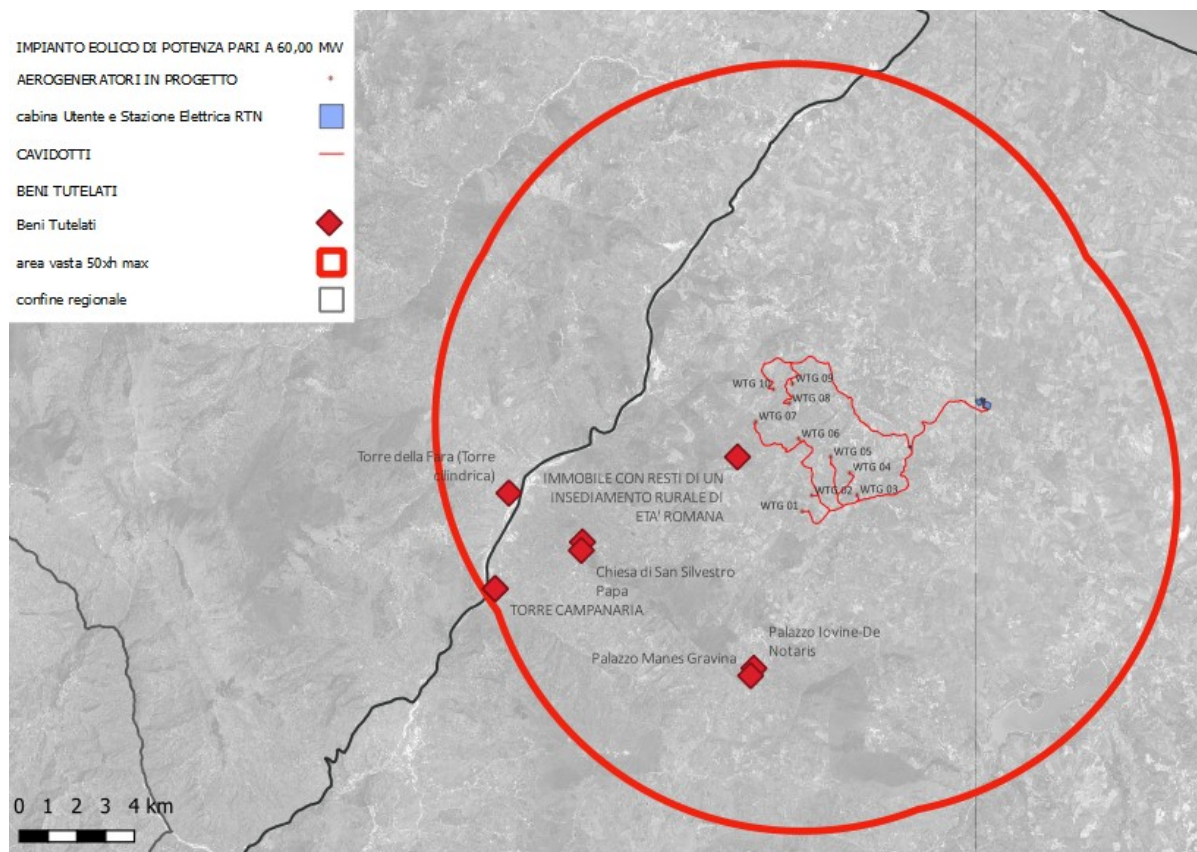 IMPIANTO EOLICO DI POTENZA PARI A 60,00 MW
AEROGENERATORI IN PROGETTO
cabina Utente e Stazione Elettrica RTN
CAVIDOTTI
BENI TUTELATI
Beni Tutelati
area vasta 50xh max
confine regionale
WTG 10
WTG 09
WTG 08
WTG 07
WTG 06
WTG 05
WTG 04
WTG 02
WTG 03
WTG 01
Torre della Fara (Torre
cilindrica)
IMMOBILE CON RESTI DI UN
INSEDIAMENTO RURALE DI
ETA' ROMANA
Chiesa di San Silvestro
Papa
TORRE CAMPANARIA
Palazzo Iovine-De
Notaris
Palazzo Manes Gravina
0 1 2 3 4 km